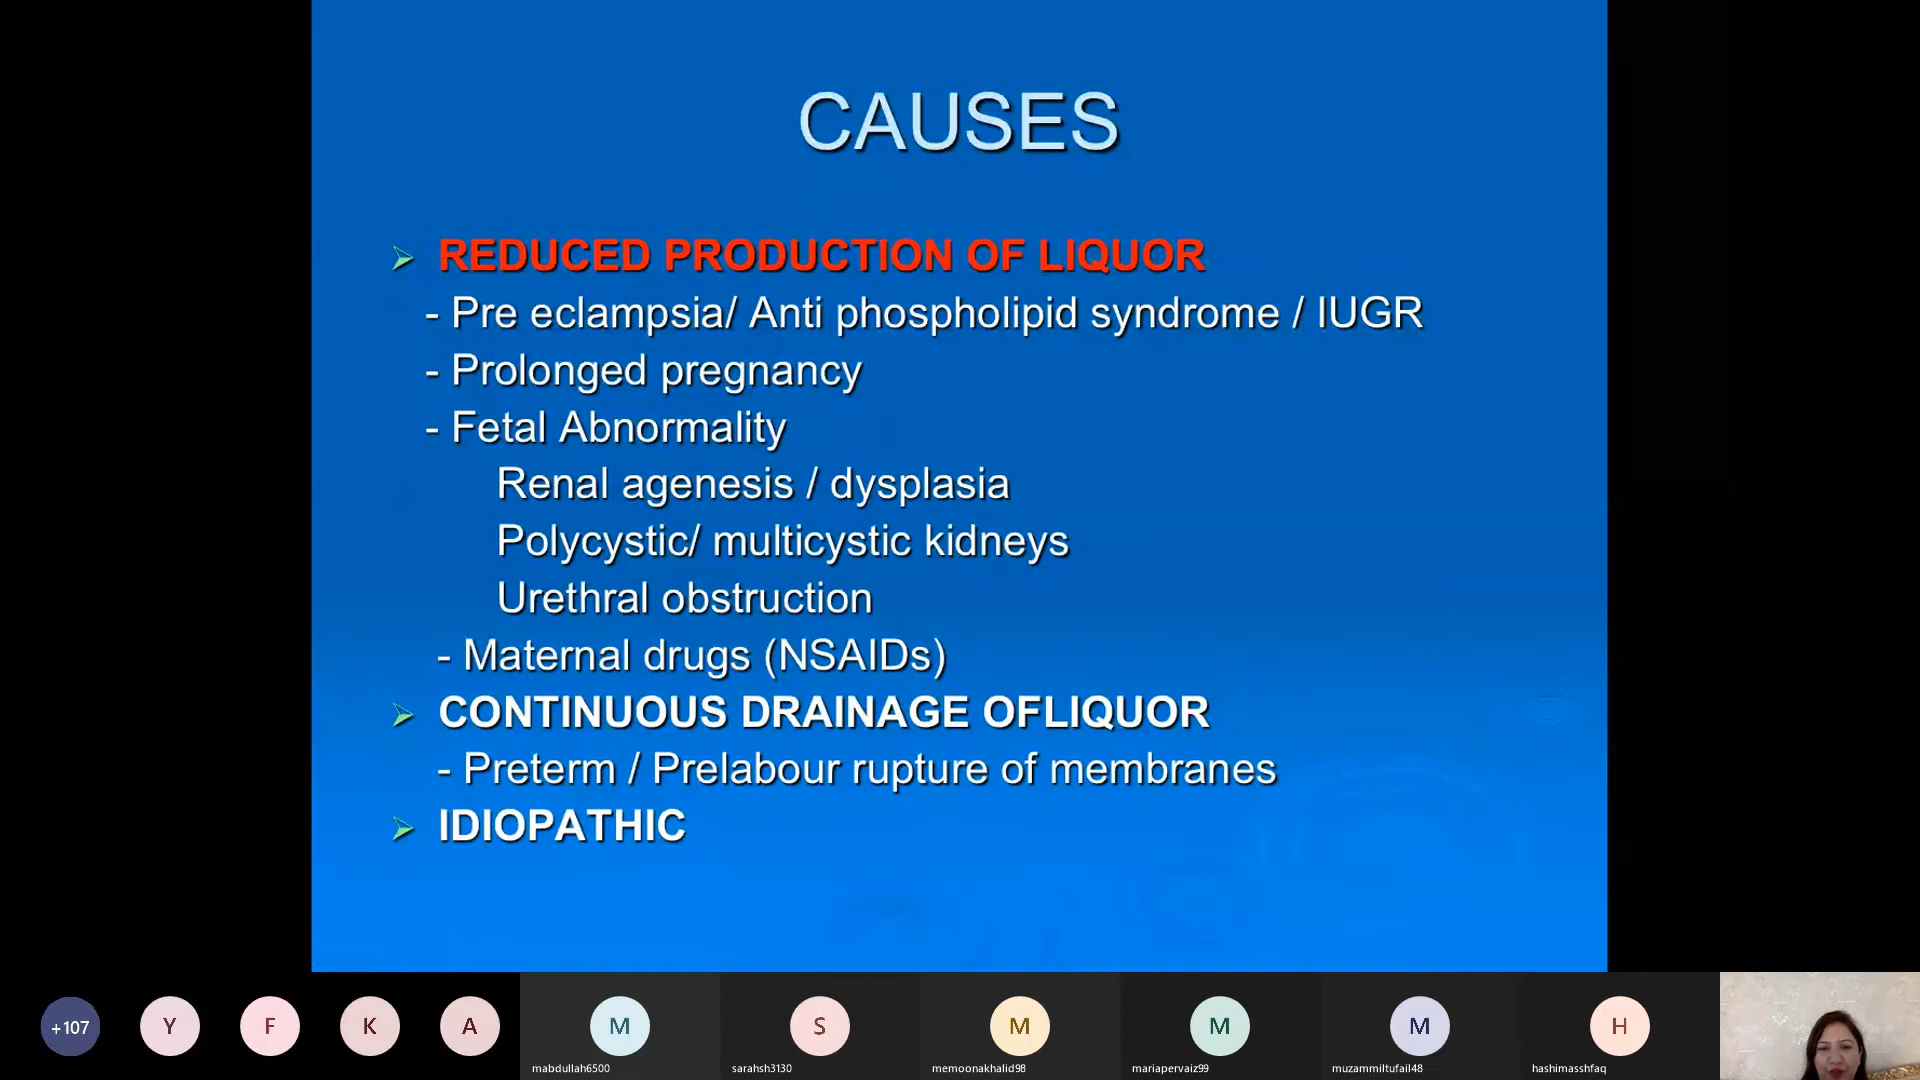 CAUSES
REDUCED PRODUCTION OF LIQUOR
- Pre eclampsia/ Anti phospholipid syndrome / IUGR
- Prolonged pregnancy
- Fetal Abnormality
Renal agenesis / dysplasia
Polycystic/ multicystic kidneys
Urethral obstruction
- Maternal drugs (NSAIDs)
CONTINUOUS DRAINAGE OFLIQUOR
- Preterm / Prelabour rupture of membranes
IDIOPATHIC
+107 Y F K A M S M M M H
mabdullah6500 sarahsh3130 memoonakhalid98 mariapervaiz99 muzammiltufail48 hashimasshfaq